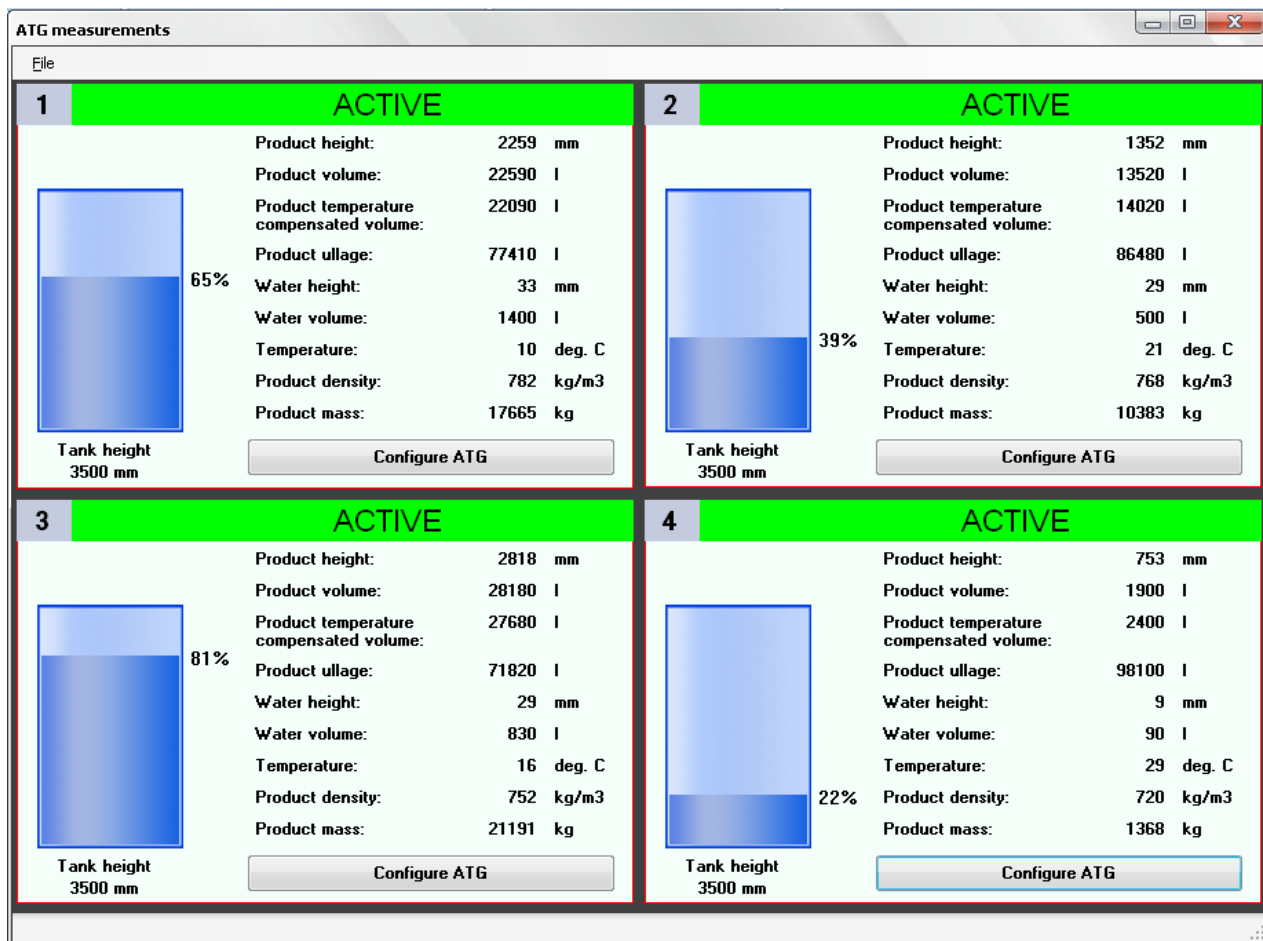 ATG measurements
File
1 ACTIVE
Product height: 2259 mm
Product volume: 22590 l
Product temperature compensated volume: 22090 l
Product ullage: 77410 l
65%
Water height: 33 mm
Water volume: 1400 l
Temperature: 10 deg. C
Product density: 782 kg/m3
Product mass: 17665 kg
Tank height
3500 mm
Configure ATG
2 ACTIVE
Product height: 1352 mm
Product volume: 13520 l
Product temperature compensated volume: 14020 l
Product ullage: 86480 l
Water height: 29 mm
Water volume: 500 l
39%
Temperature: 21 deg. C
Product density: 768 kg/m3
Product mass: 10383 kg
Tank height
3500 mm
Configure ATG
3 ACTIVE
Product height: 2818 mm
Product volume: 28180 l
Product temperature compensated volume: 27680 l
81%
Product ullage: 71820 l
Water height: 29 mm
Water volume: 830 l
Temperature: 16 deg. C
Product density: 752 kg/m3
Product mass: 21191 kg
Tank height
3500 mm
Configure ATG
4 ACTIVE
Product height: 753 mm
Product volume: 1900 l
Product temperature compensated volume: 2400 l
Product ullage: 98100 l
Water height: 9 mm
Water volume: 90 l
Temperature: 29 deg. C
22%
Product density: 720 kg/m3
Product mass: 1368 kg
Tank height
3500 mm
Configure ATG